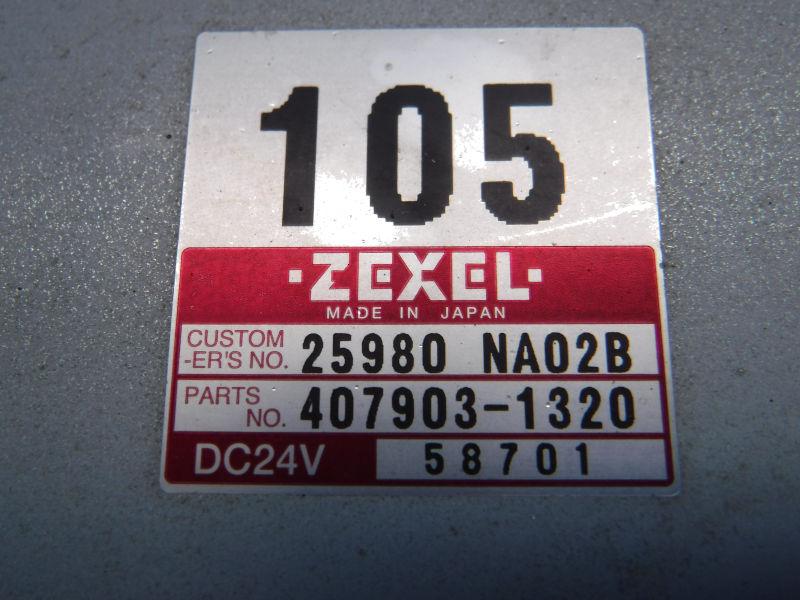 105
·ZEXEL·
MADE IN JAPAN
CUSTOM
-ER'S NO. 25980 NA02B
PARTS
NO. 407903-1320
DC24V 58701